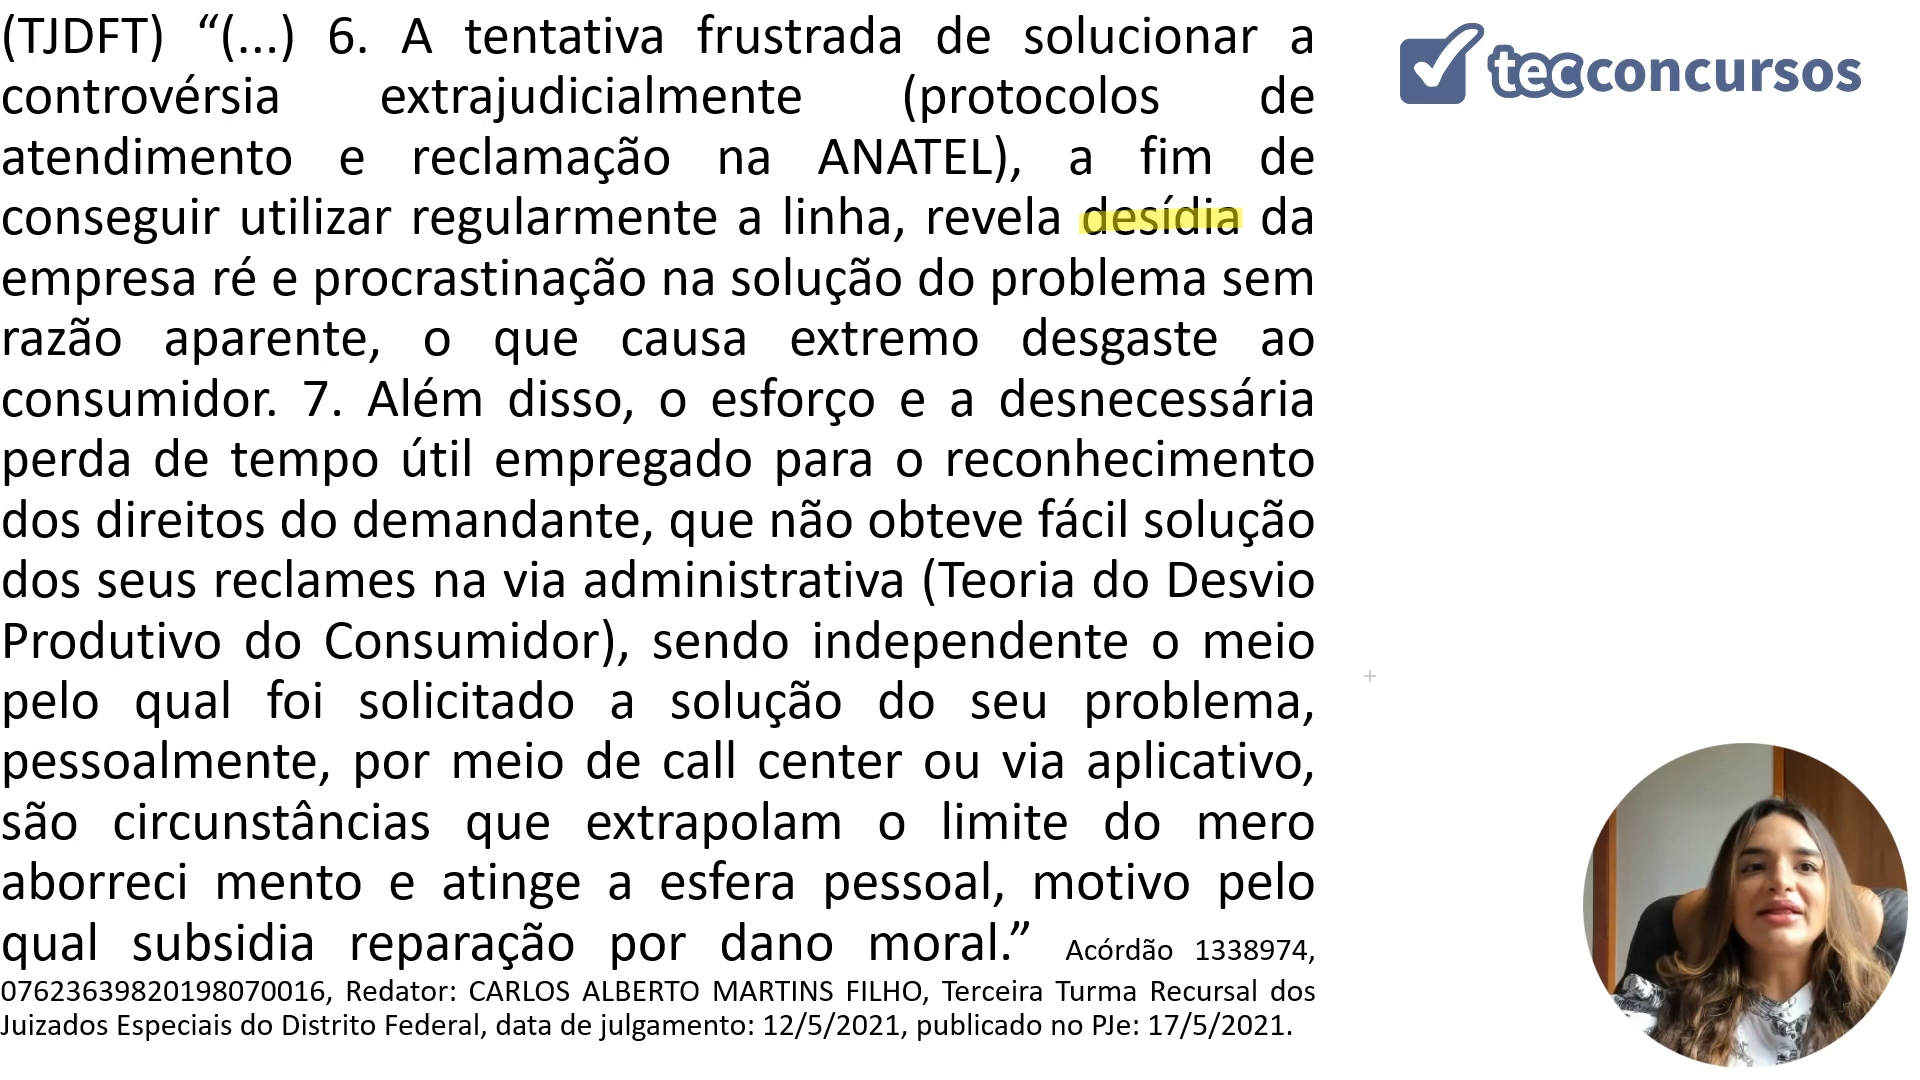 (TJDFT) “(...) 6. A tentativa frustrada de solucionar a
controvérsia extrajudicialmente (protocolos de
atendimento e reclamação na ANATEL), a fim de
conseguir utilizar regularmente a linha, revela desídia da
empresa ré e procrastinação na solução do problema sem
razão aparente, o que causa extremo desgaste ao
consumidor. 7. Além disso, o esforço e a desnecessária
perda de tempo útil empregado para o reconhecimento
dos direitos do demandante, que não obteve fácil solução
dos seus reclames na via administrativa (Teoria do Desvio
Produtivo do Consumidor), sendo independente o meio
pelo qual foi solicitado a solução do seu problema,
pessoalmente, por meio de call center ou via aplicativo,
são circunstâncias que extrapolam o limite do mero
aborreci mento e atinge a esfera pessoal, motivo pelo
qual subsidia reparação por dano moral.” Acórdão 1338974,
07623639820198070016, Redator: CARLOS ALBERTO MARTINS FILHO, Terceira Turma Recursal dos
Juizados Especiais do Distrito Federal, data de julgamento: 12/5/2021, publicado no PJe: 17/5/2021.
tecconcursos